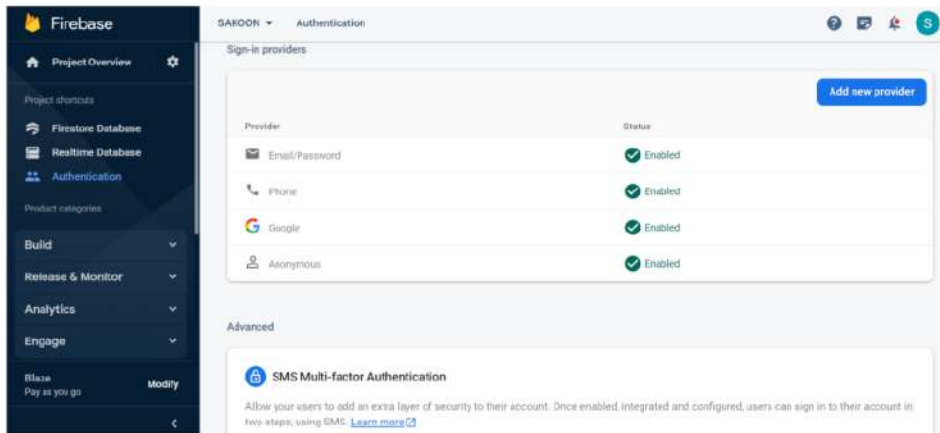 Firebase
SAKOON Authentication
S
Project Overview
Project shortcuts
Firestore Database
Realtime Database
Authentication
Product categories
Build
Release & Monitor
Analytics
Engage
Blaze
Pay as you go
Modify
Sign-in providers
Add new provider
Provider Status
Email/Password Enabled
Phone Enabled
Google Enabled
Anonymous Enabled
Advanced
SMS Multi-factor Authentication
Allow your users to add an extra layer of security to their account. Once enabled, integrated and configured, users can sign in to their account in
two steps, using SMS. Learn more